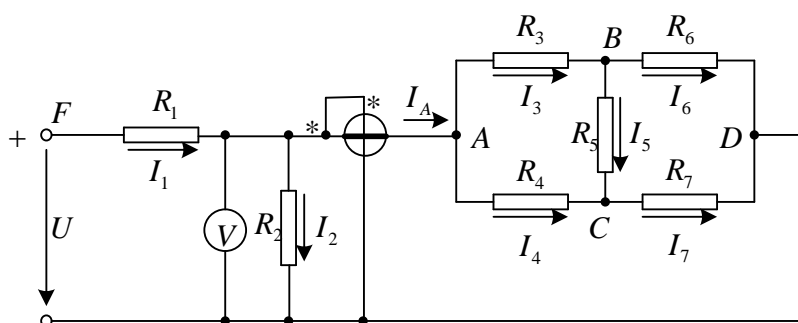 R3 B R6
I3 I6
F R1 * * IA
+ A R5 I5 D
I1 R4 R7
U V R2 I2 C
I4 I7